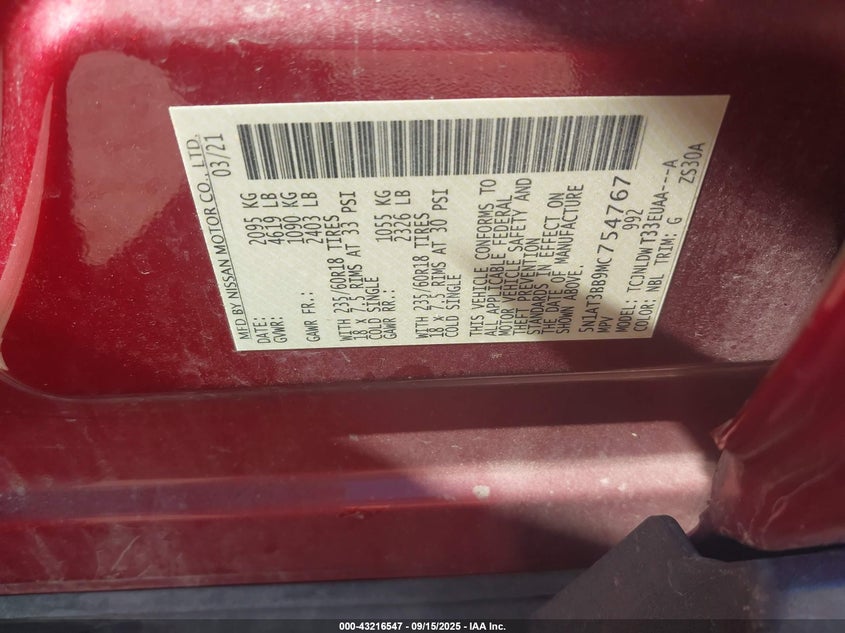 MFD BY NISSAN MOTOR CO., LTD.
DATE: 03/21
GVWR: 2095 KG
4619 LB
GAWR FR.: 1090 KG
2403 LB
WITH 235/60R18 TIRES
18 X 7.5 RIMS AT 33 PSI
COLD SINGLE
GAWR RR.: 1055 KG
2326 LB
WITH 235/60R18 TIRES
18 X 7.5 RIMS AT 30 PSI
COLD SINGLE
THIS VEHICLE CONFORMS TO
ALL APPLICABLE FEDERAL
MOTOR VEHICLE SAFETY AND
THEFT PREVENTION
STANDARDS IN EFFECT ON
THE DATE OF MANUFACTURE
SHOWN ABOVE.
5N1AT3BB9MC754767
MPV 992
MODEL: TCJNLDWT33EUAA---A
COLOR: NBL TRIM: G ZS30A
000-43216547 - 09/15/2025 - IAA Inc.